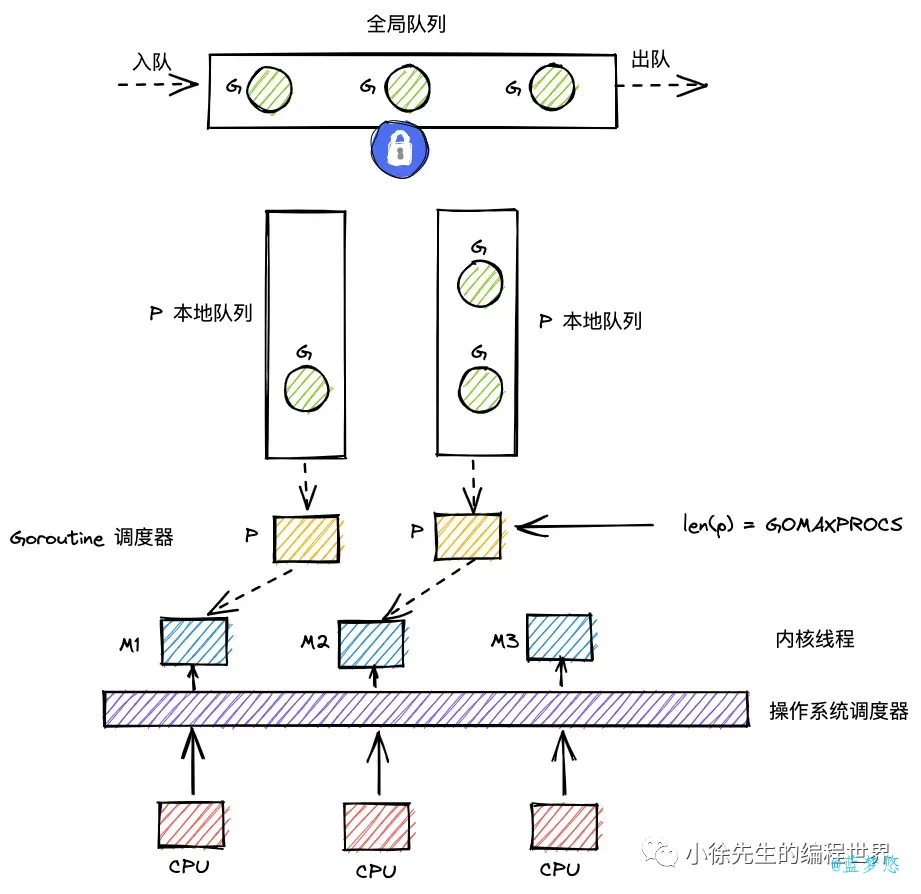 全局队列
入队
出队
G
G
G
G
P 本地队列
P 本地队列
G
G
Goroutine 调度器
P
P
len(p) = GOMAXPROCS
M1
M2
M3
内核线程
操作系统调度器
CPU
CPU
CPU
小徐先生的编程世界
@蓝梦悠